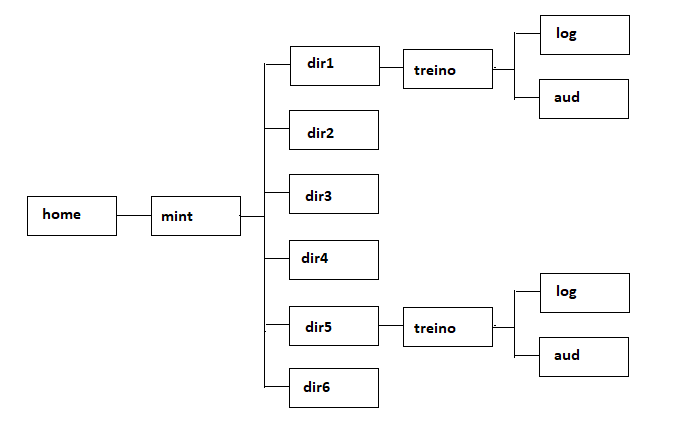 home
mint
dir1
treino
log
aud
dir2
dir3
dir4
dir5
treino
log
aud
dir6